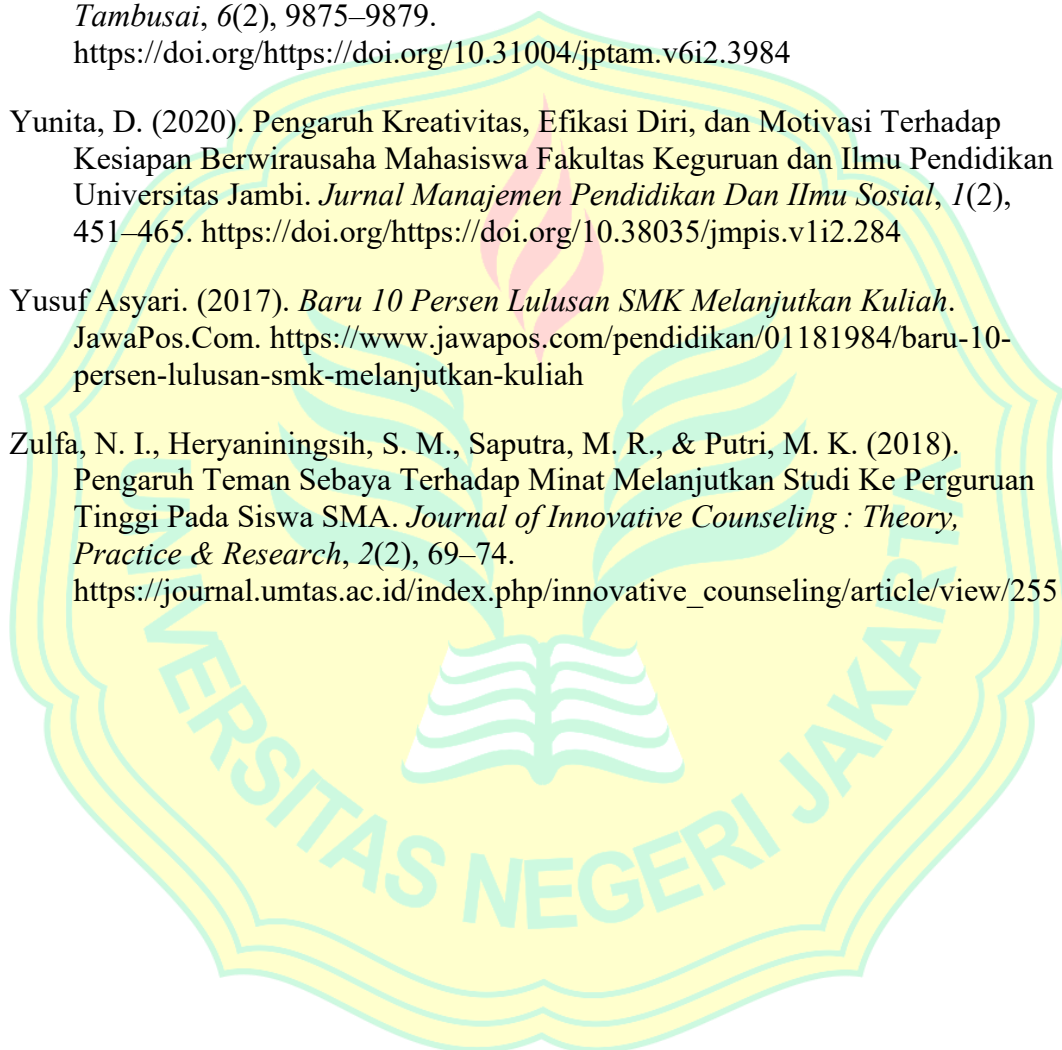 Tambusai, 6(2), 9875–9879.
https://doi.org/https://doi.org/10.31004/jptam.v6i2.3984
Yunita, D. (2020). Pengaruh Kreativitas, Efikasi Diri, dan Motivasi Terhadap
Kesiapan Berwirausaha Mahasiswa Fakultas Keguruan dan Ilmu Pendidikan
Universitas Jambi. Jurnal Manajemen Pendidikan Dan IImu Sosial, 1(2),
451–465. https://doi.org/https://doi.org/10.38035/jmpis.v1i2.284
Yusuf Asyari. (2017). Baru 10 Persen Lulusan SMK Melanjutkan Kuliah.
JawaPos.Com. https://www.jawapos.com/pendidikan/01181984/baru-10-
persen-lulusan-smk-melanjutkan-kuliah
Zulfa, N. I., Heryaniningsih, S. M., Saputra, M. R., & Putri, M. K. (2018).
Pengaruh Teman Sebaya Terhadap Minat Melanjutkan Studi Ke Perguruan
Tinggi Pada Siswa SMA. Journal of Innovative Counseling : Theory,
Practice & Research, 2(2), 69–74.
https://journal.umtas.ac.id/index.php/innovative_counseling/article/view/255
UNIVERSITAS NEGERI JAKARTA